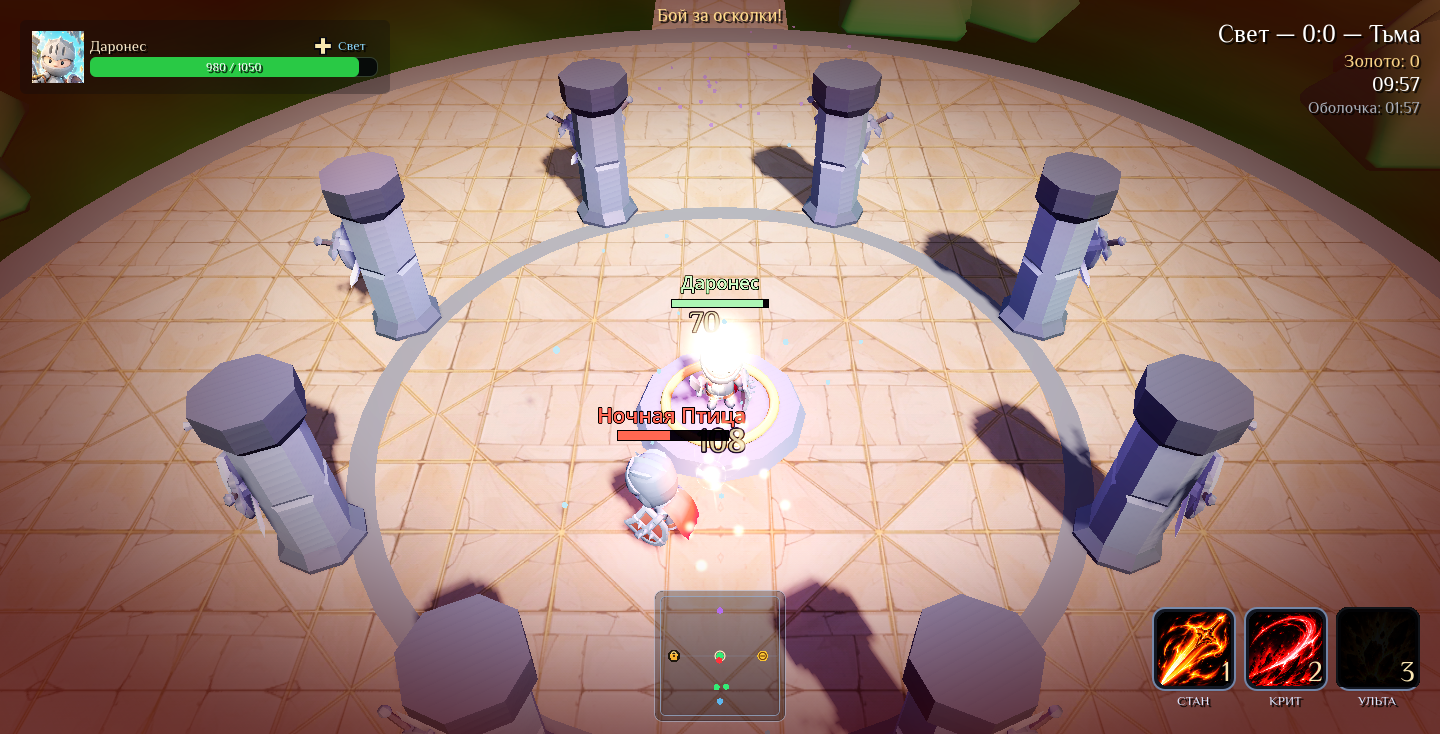 Бой за осколки!
Даронес
Свет
980 / 1050
Свет — 0:0 — Тьма
Золото: 0
09:57
Оболочка: 01:57
Даронес
70
Ночная Птица
108
1
2
3
СТАН
КРИТ
УЛЬТА